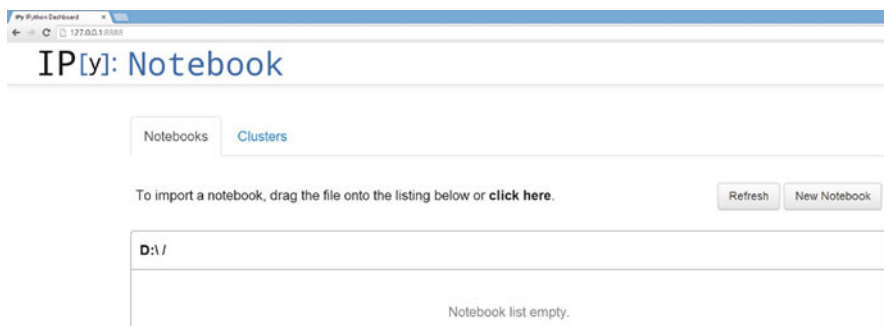 IPy IPython Dashboard
127.0.0.1:8888
IP[y]: Notebook
Notebooks Clusters
To import a notebook, drag the file onto the listing below or click here. Refresh New Notebook
D:\ /
Notebook list empty.